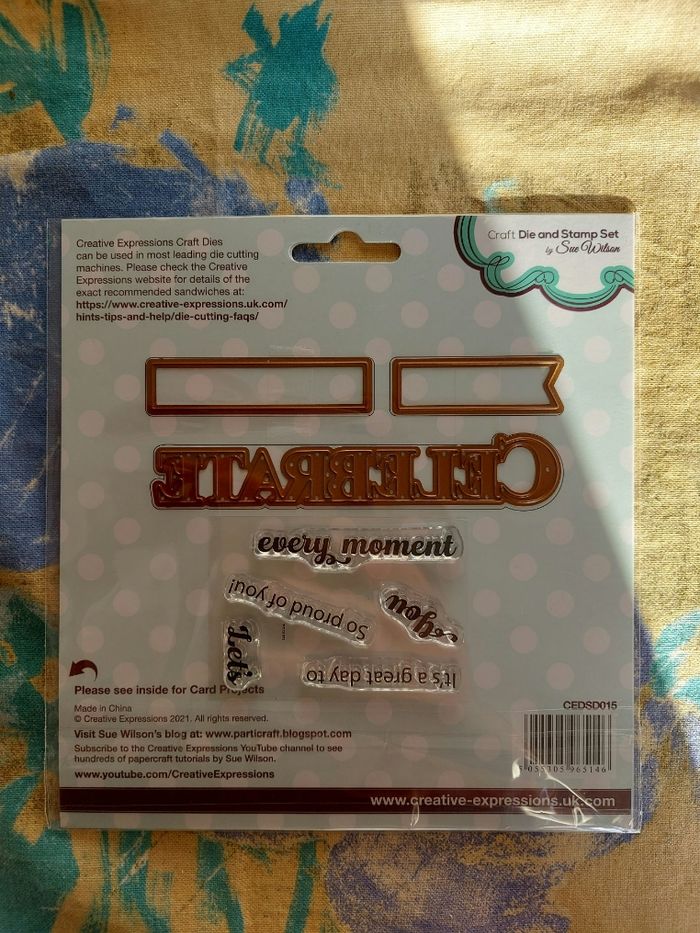 Creative Expressions Craft Dies
can be used in most leading die cutting
machines. Please check the Creative
Expressions website for details of the
exact recommended sandwiches at:
https://www.creative-expressions.uk.com/
hints-tips-and-help/die-cutting-faqs/
Craft Die and Stamp Set
by Sue Wilson
CELEBRATE
every moment
So proud of you!
you
Let's
It's a great day to
Please see inside for Card Projects
Made in China
© Creative Expressions 2021. All rights reserved.
Visit Sue Wilson's blog at: www.particraft.blogspot.com
Subscribe to the Creative Expressions YouTube channel to see
hundreds of papercraft tutorials by Sue Wilson.
www.youtube.com/CreativeExpressions
CEDSD015
5 055305 965146
www.creative-expressions.uk.com